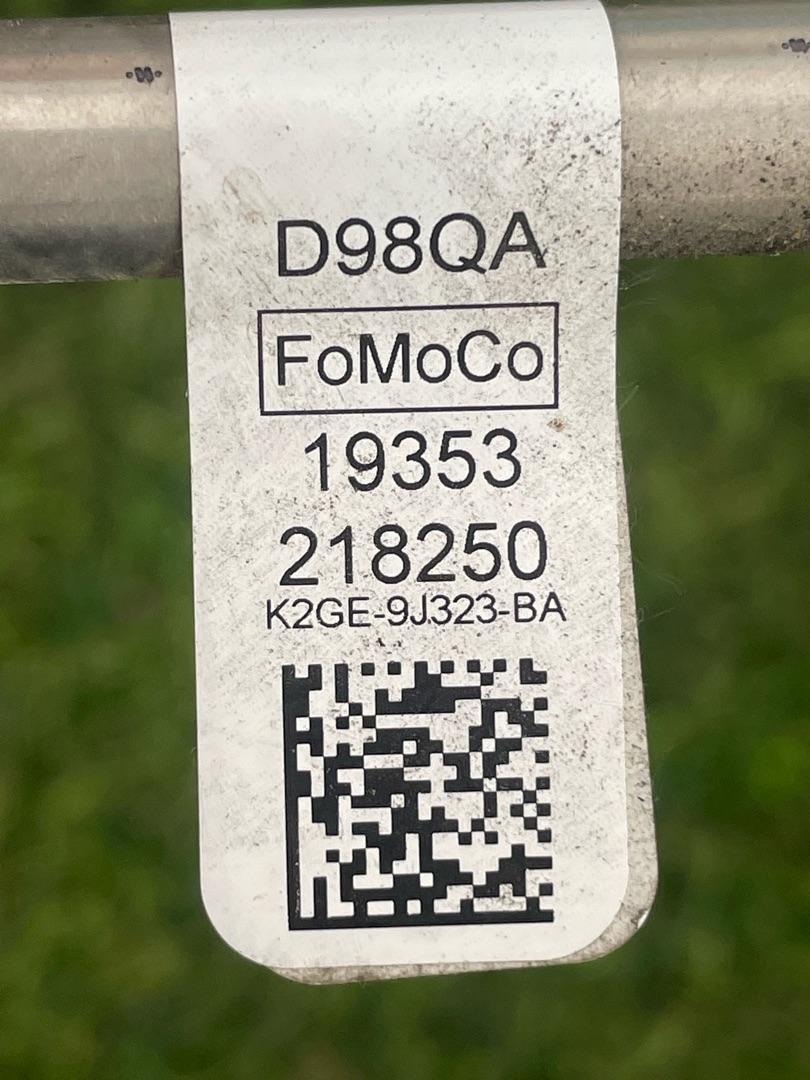 D98QA
FoMoCo
19353
218250
K2GE-9J323-BA